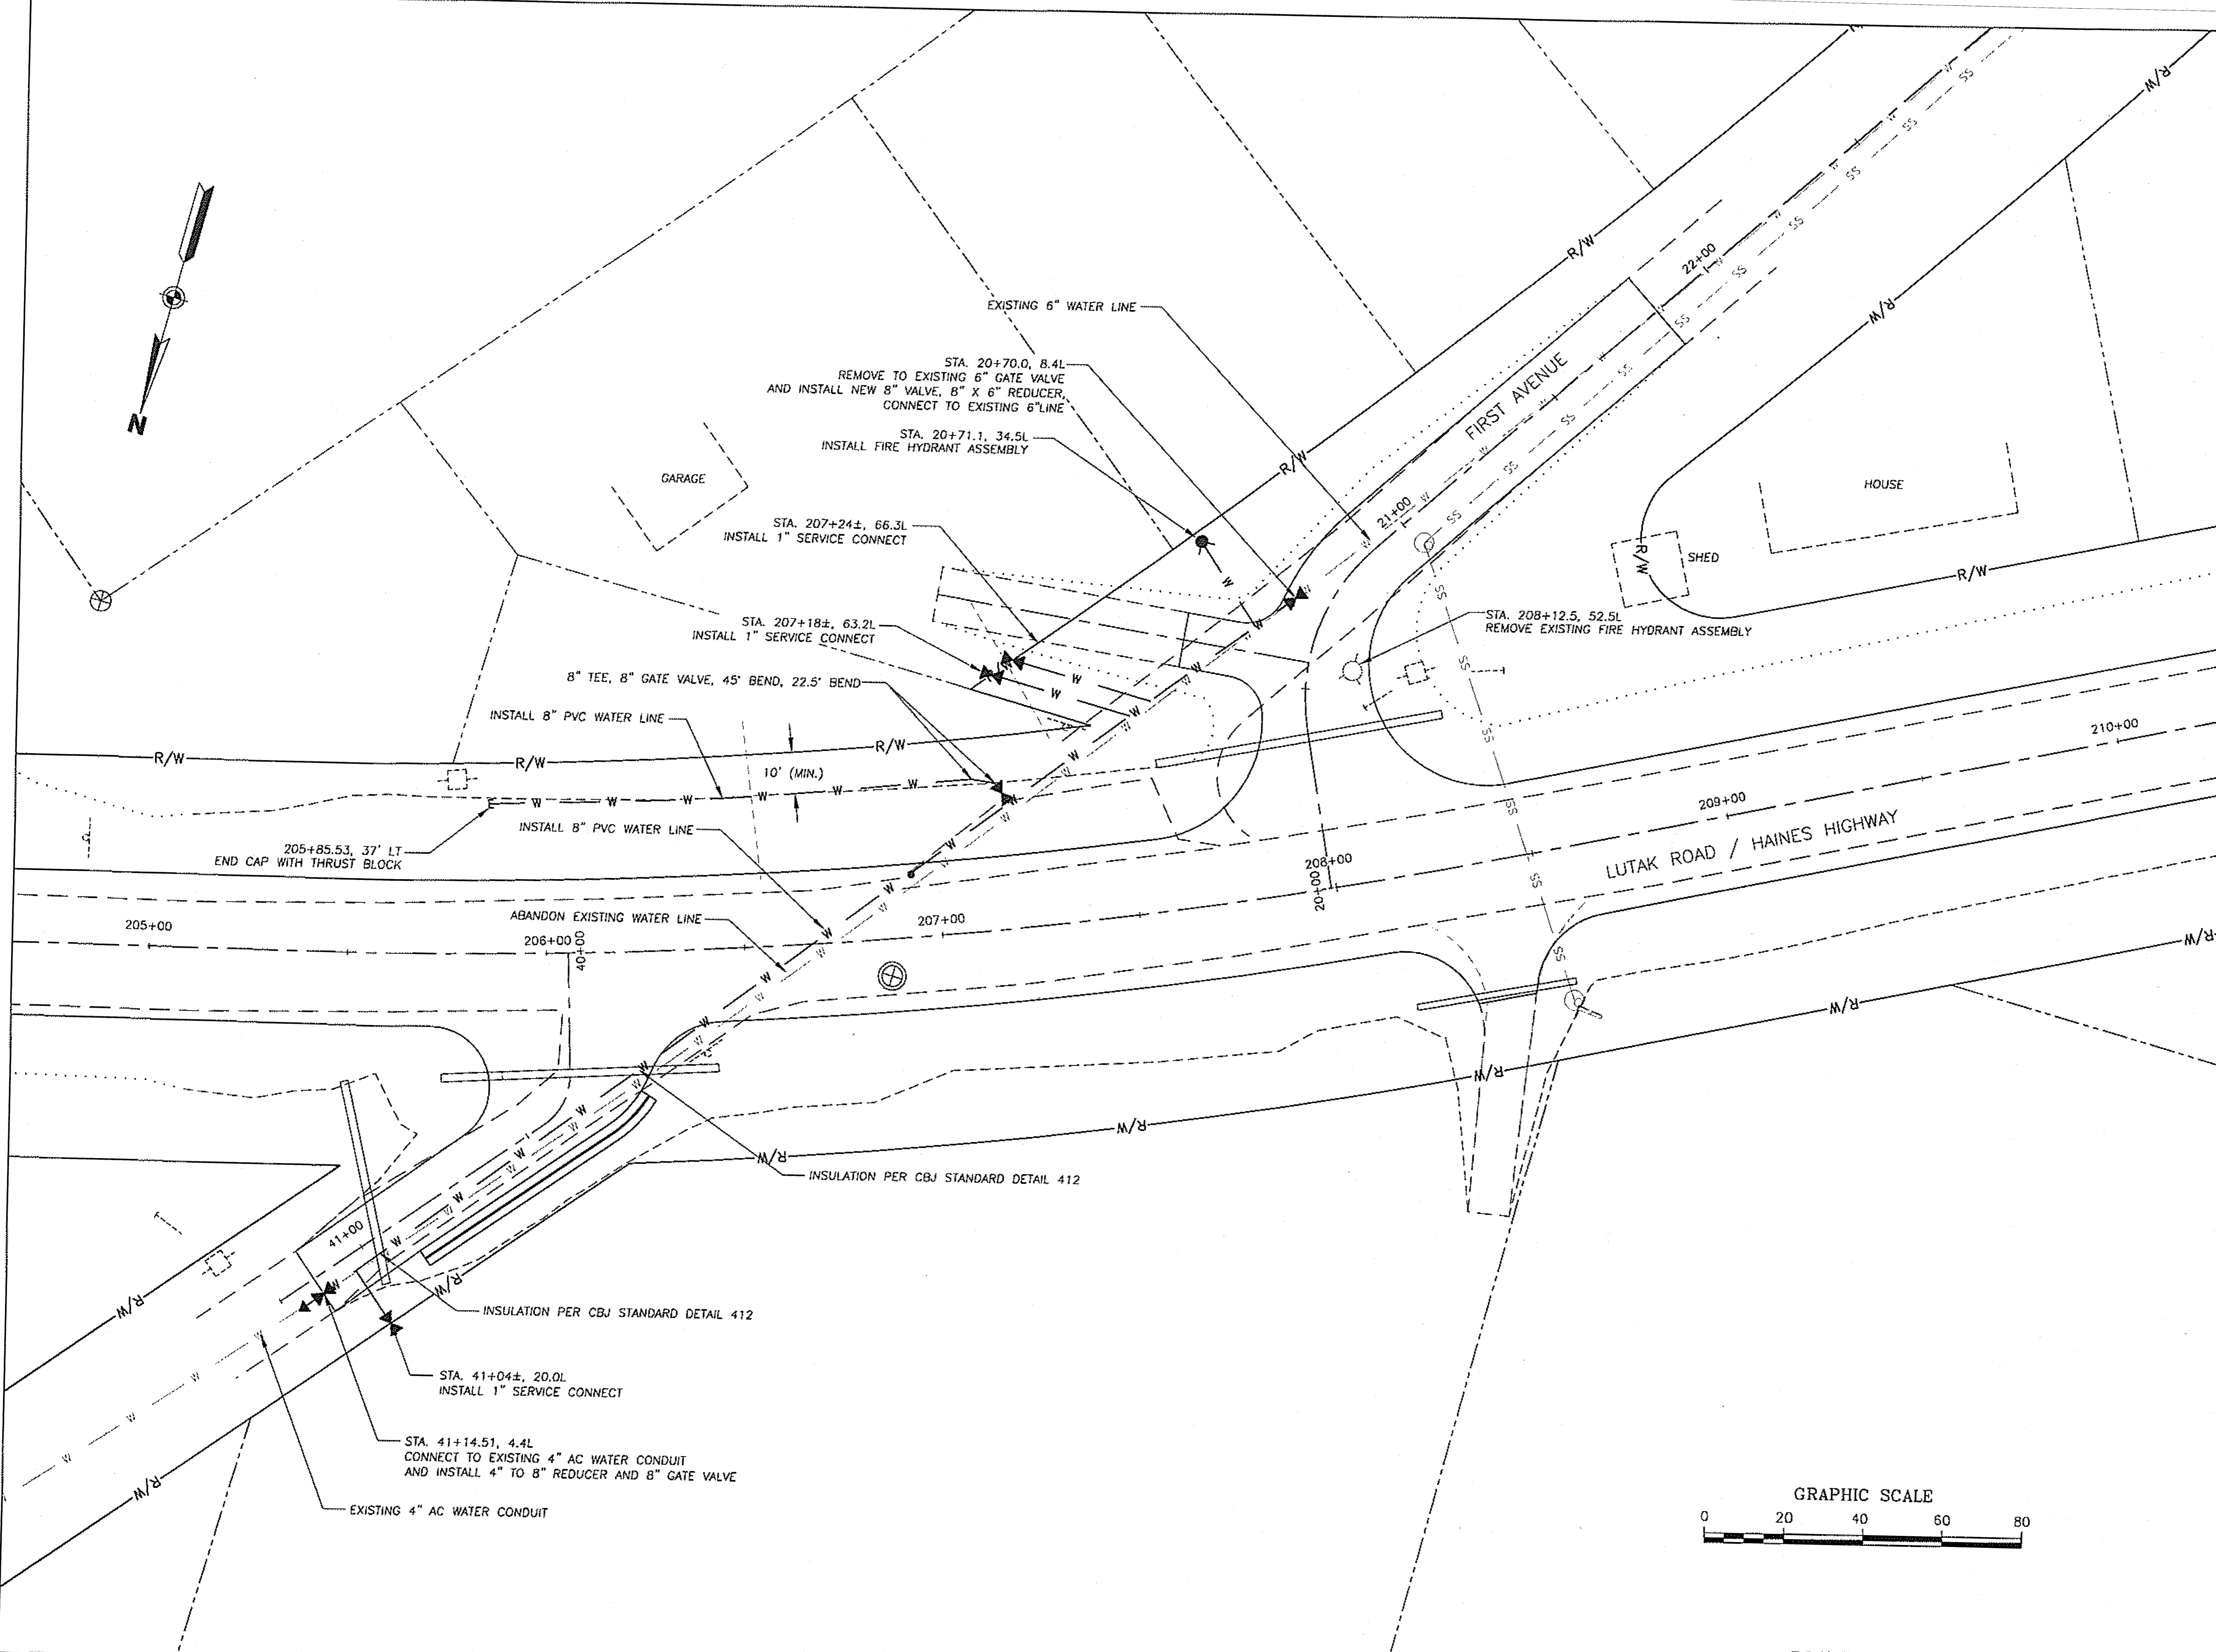 EXISTING 6" WATER LINE
STA. 20+70.0, 8.4L
REMOVE TO EXISTING 6" GATE VALVE
AND INSTALL NEW 8" VALVE, 8" X 6" REDUCER,
CONNECT TO EXISTING 6"LINE
STA. 20+71.1, 34.5L
INSTALL FIRE HYDRANT ASSEMBLY
GARAGE
STA. 207+24±, 66.3L
INSTALL 1" SERVICE CONNECT
STA. 207+18±, 63.2L
INSTALL 1" SERVICE CONNECT
8" TEE, 8" GATE VALVE, 45° BEND, 22.5° BEND
INSTALL 8" PVC WATER LINE
10' (MIN.)
INSTALL 8" PVC WATER LINE
205+85.53, 37' LT
END CAP WITH THRUST BLOCK
ABANDON EXISTING WATER LINE
N
22+00
FIRST AVENUE
21+00
HOUSE
SHED
STA. 208+12.5, 52.5L
REMOVE EXISTING FIRE HYDRANT ASSEMBLY
R/W
R/W
R/W
R/W
R/W
R/W
R/W
R/W
R/W
R/W
210+00
209+00
LUTAK ROAD / HAINES HIGHWAY
208+00
20+00
207+00
206+00
40+00
205+00
R/W
R/W
R/W
R/W
R/W
R/W
R/W
R/W
INSULATION PER CBJ STANDARD DETAIL 412
41+00
INSULATION PER CBJ STANDARD DETAIL 412
STA. 41+04±, 20.0L
INSTALL 1" SERVICE CONNECT
STA. 41+14.51, 4.4L
CONNECT TO EXISTING 4" AC WATER CONDUIT
AND INSTALL 4" TO 8" REDUCER AND 8" GATE VALVE
EXISTING 4" AC WATER CONDUIT
GRAPHIC SCALE
0 20 40 60 80